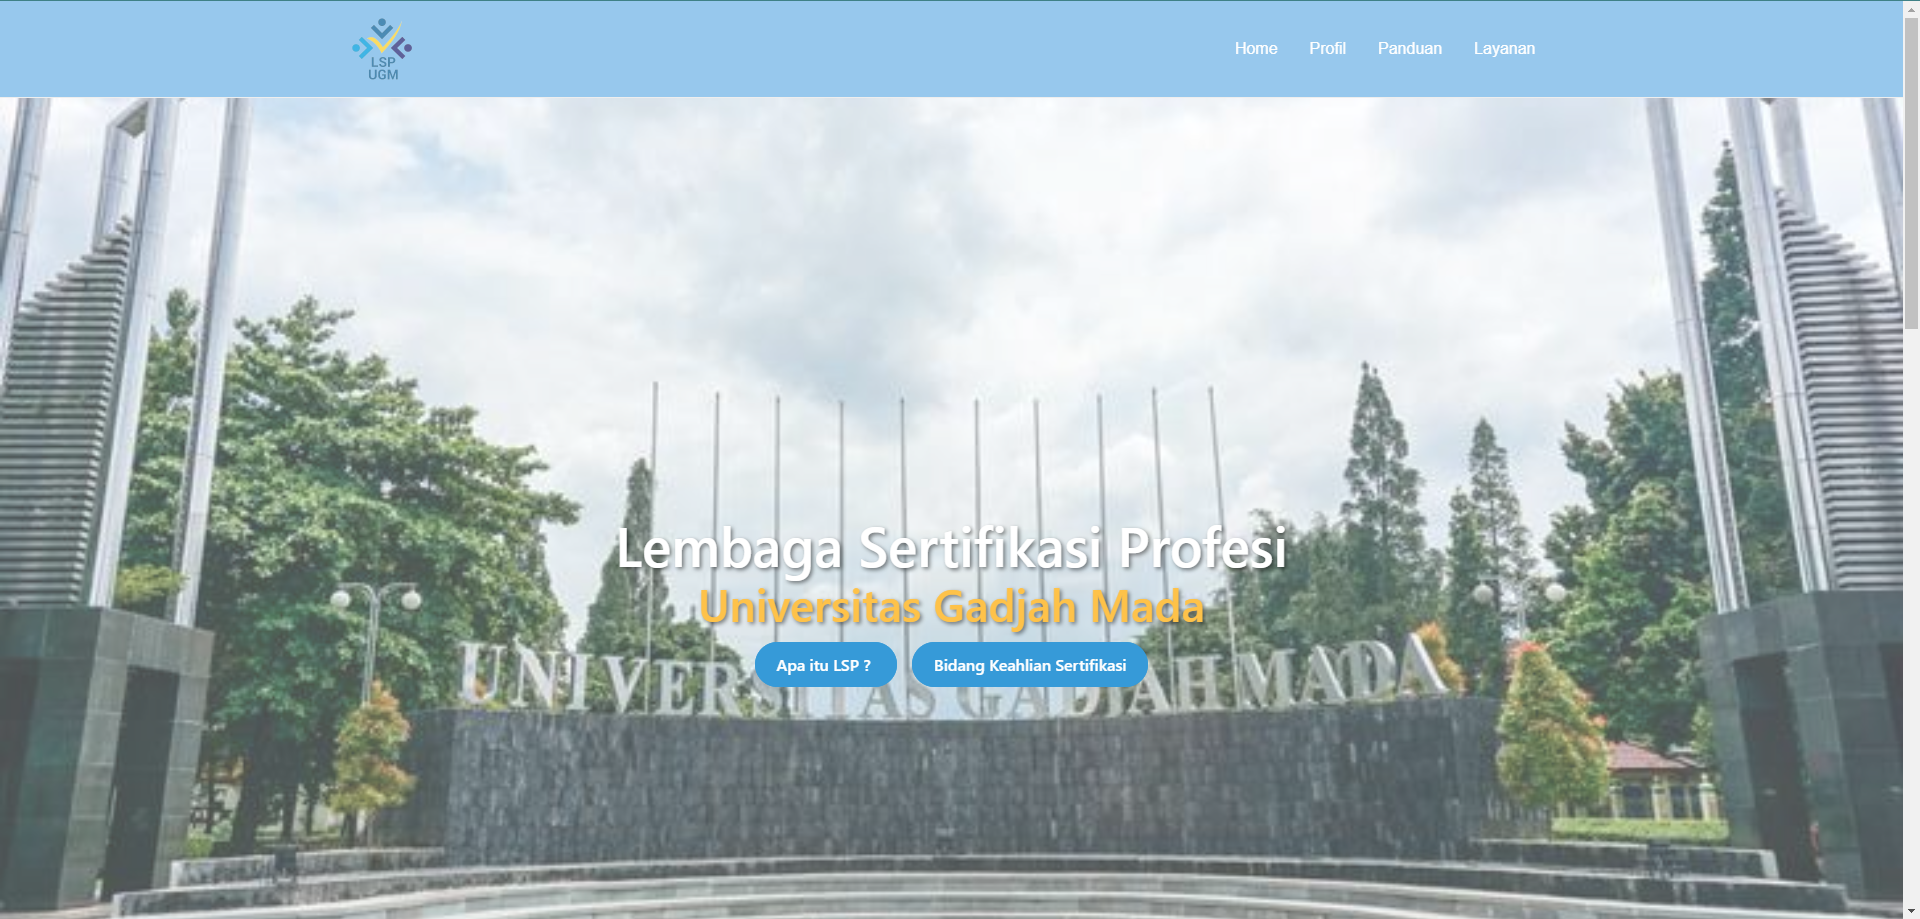 LSP
UGM
Home
Profil
Panduan
Layanan
Lembaga Sertifikasi Profesi
Universitas Gadjah Mada
Apa itu LSP ?
Bidang Keahlian Sertifikasi
UNIVERSITAS GADJAH MADA